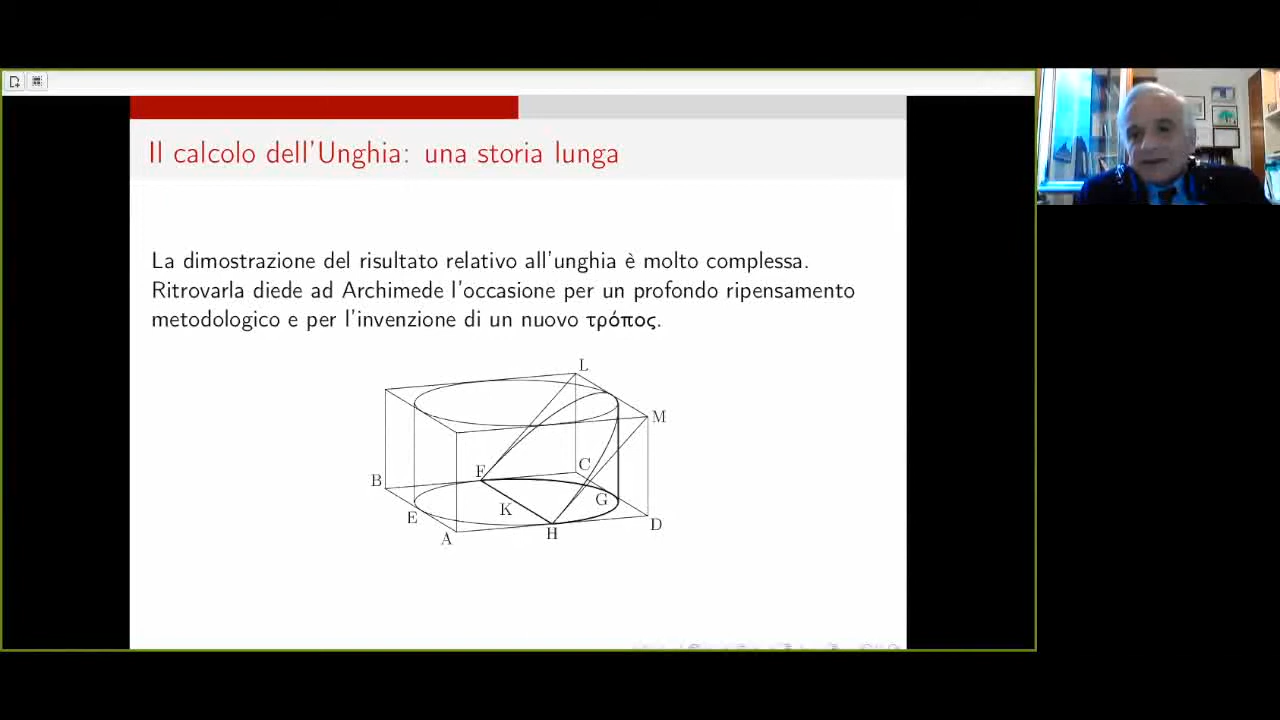 Il calcolo dell'Unghia: una storia lunga
La dimostrazione del risultato relativo all'unghia è molto complessa.
Ritrovarla diede ad Archimede l'occasione per un profondo ripensamento
metodologico e per l'invenzione di un nuovo τρόπος.
L
M
F
C
B
G
K
E
D
H
A